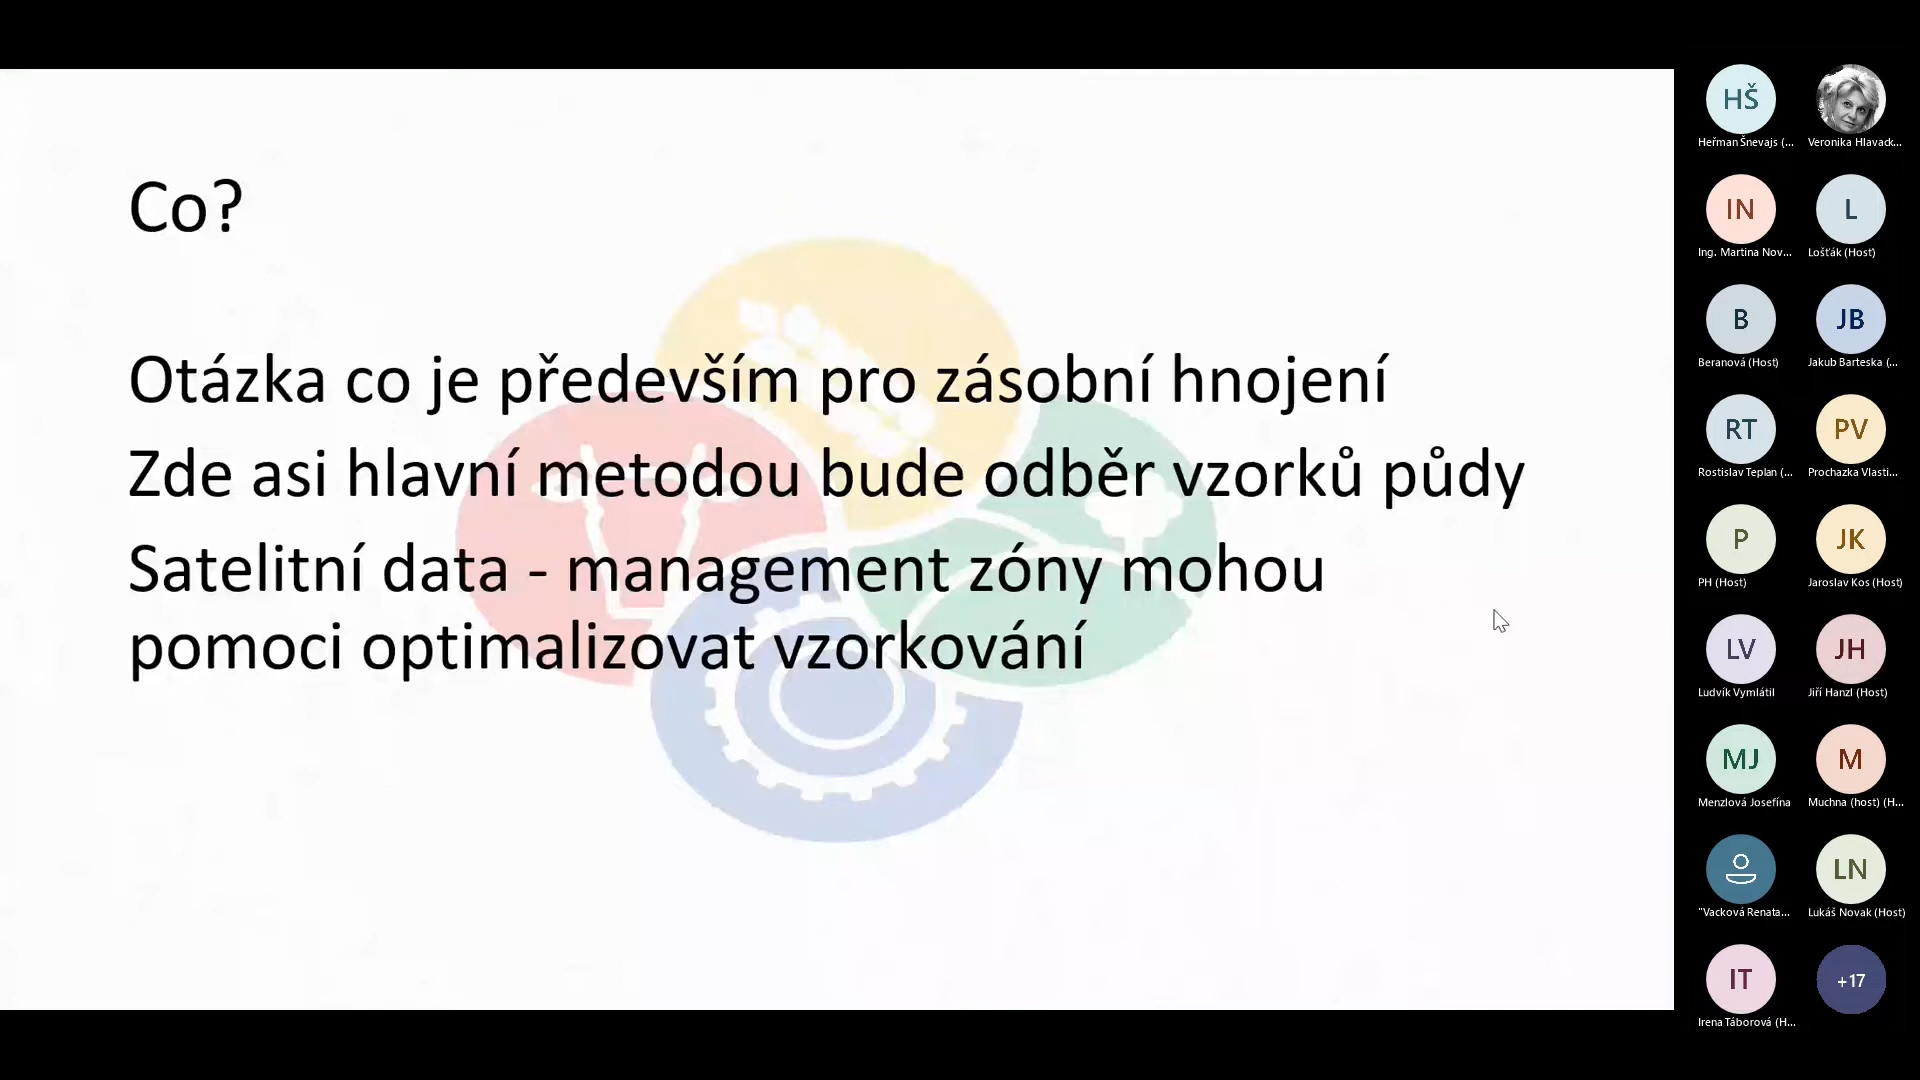 Co?
Otázka co je především pro zásobní hnojení
Zde asi hlavní metodou bude odběr vzorků půdy
Satelitní data - management zóny mohou
pomoci optimalizovat vzorkování
HŠ
Heřman Šnevajs (...
Veronika Hlavack...
IN
Ing. Martina Nov...
L
Lošťák (Host)
B
Beranová (Host)
JB
Jakub Barteska (...
RT
Rostislav Teplan (...
PV
Prochazka Vlasti...
P
PH (Host)
JK
Jaroslav Kos (Host)
LV
Ludvík Vymlátil
JH
Jiří Hanzl (Host)
MJ
Menzlová Josefína
M
Muchna (host) (H...
"Vacková Renata...
LN
Lukáš Novak (Host)
IT
Irena Táborová (H...
+17